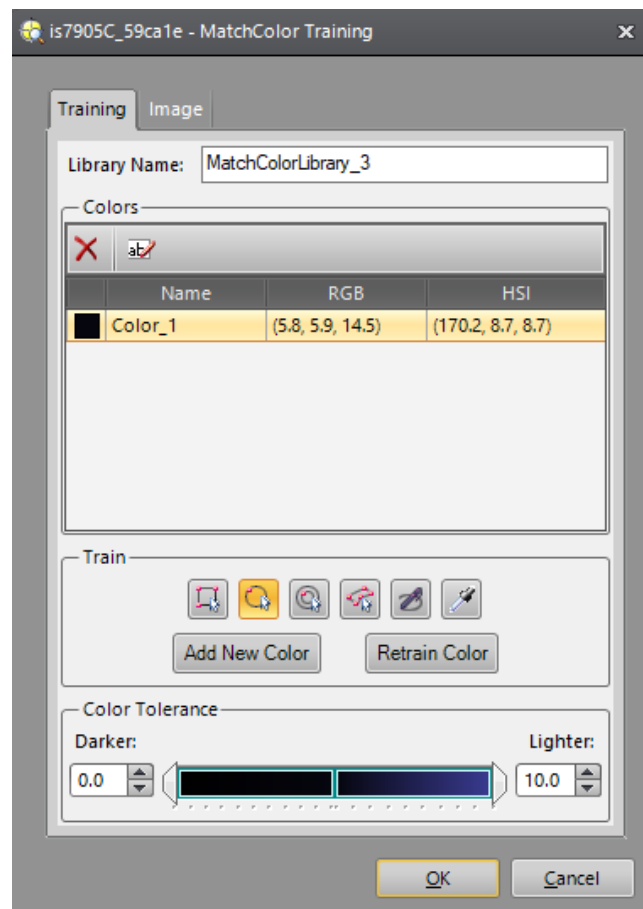 is7905C_59ca1e - MatchColor Training
Training Image
Library Name: MatchColorLibrary_3
Colors
ab
Name RGB HSI
Color_1 (5.8, 5.9, 14.5) (170.2, 8.7, 8.7)
Train
Add New Color Retrain Color
Color Tolerance
Darker: Lighter:
0.0 10.0
OK Cancel